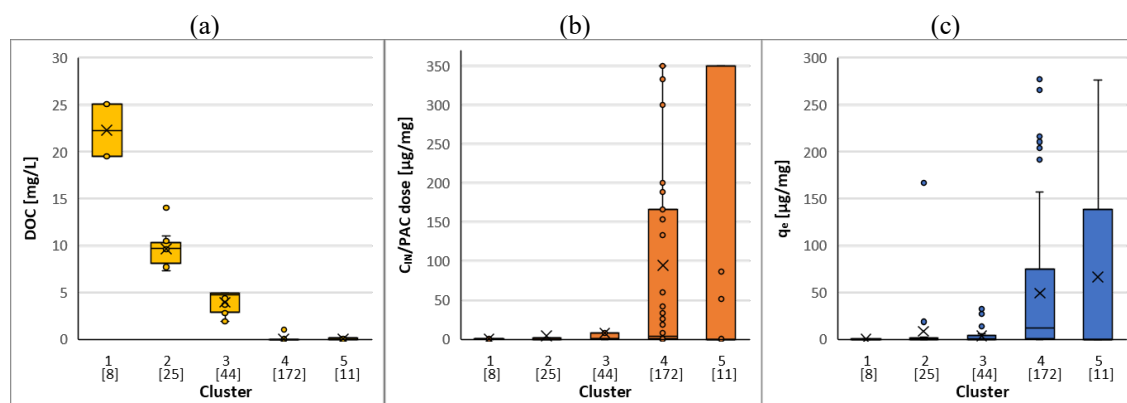 (a)
(b)
(c)
DOC [mg/L]
30
25
20
15
10
5
0
1 2 3 4 5
[8] [25] [44] [172] [11]
Cluster
C_IN/PAC dose [µg/mg]
350
300
250
200
150
100
50
0
1 2 3 4 5
[8] [25] [44] [172] [11]
Cluster
q_e [µg/mg]
300
250
200
150
100
50
0
1 2 3 4 5
[8] [25] [44] [172] [11]
Cluster